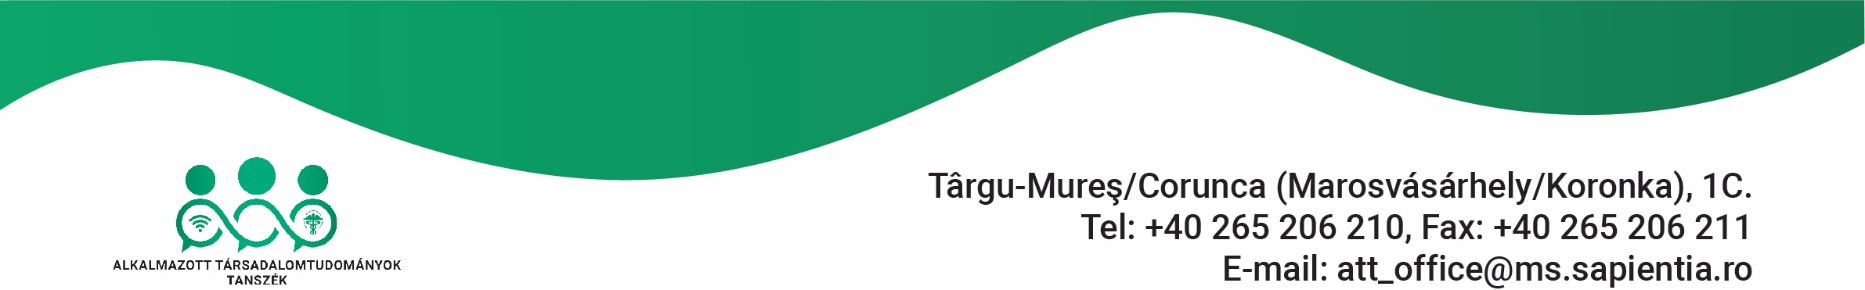 ALKALMAZOTT TÁRSADALOMTUDOMÁNYOK
TANSZÉK
Târgu-Mureş/Corunca (Marosvásárhely/Koronka), 1C.
Tel: +40 265 206 210, Fax: +40 265 206 211
E-mail: att_office@ms.sapientia.ro